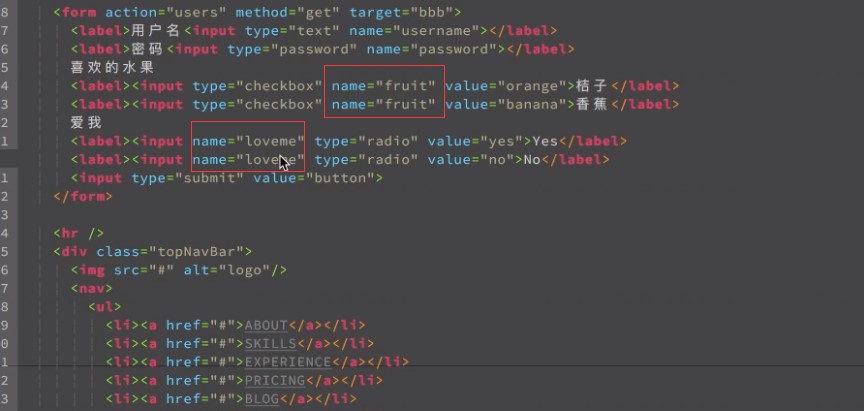 8 <form action="users" method="get" target="bbb">
7 <label>用户名<input type="text" name="username"></label>
6 <label>密码<input type="password" name="password"></label>
5 喜欢的水果
4 <label><input type="checkbox" name="fruit" value="orange">桔子</label>
3 <label><input type="checkbox" name="fruit" value="banana">香蕉</label>
2 爱我
1 <label><input name="loveme" type="radio" value="yes">Yes</label>
<label><input name="loveme" type="radio" value="no">No</label>
1 <input type="submit" value="button">
2 </form>
3
4 <hr />
5 <div class="topNavBar">
6 <img src="#" alt="logo"/>
7 <nav>
8 <ul>
9 <li><a href="#">ABOUT</a></li>
0 <li><a href="#">SKILLS</a></li>
1 <li><a href="#">EXPERIENCE</a></li>
2 <li><a href="#">PRICING</a></li>
3 <li><a href="#">BLOG</a></li>